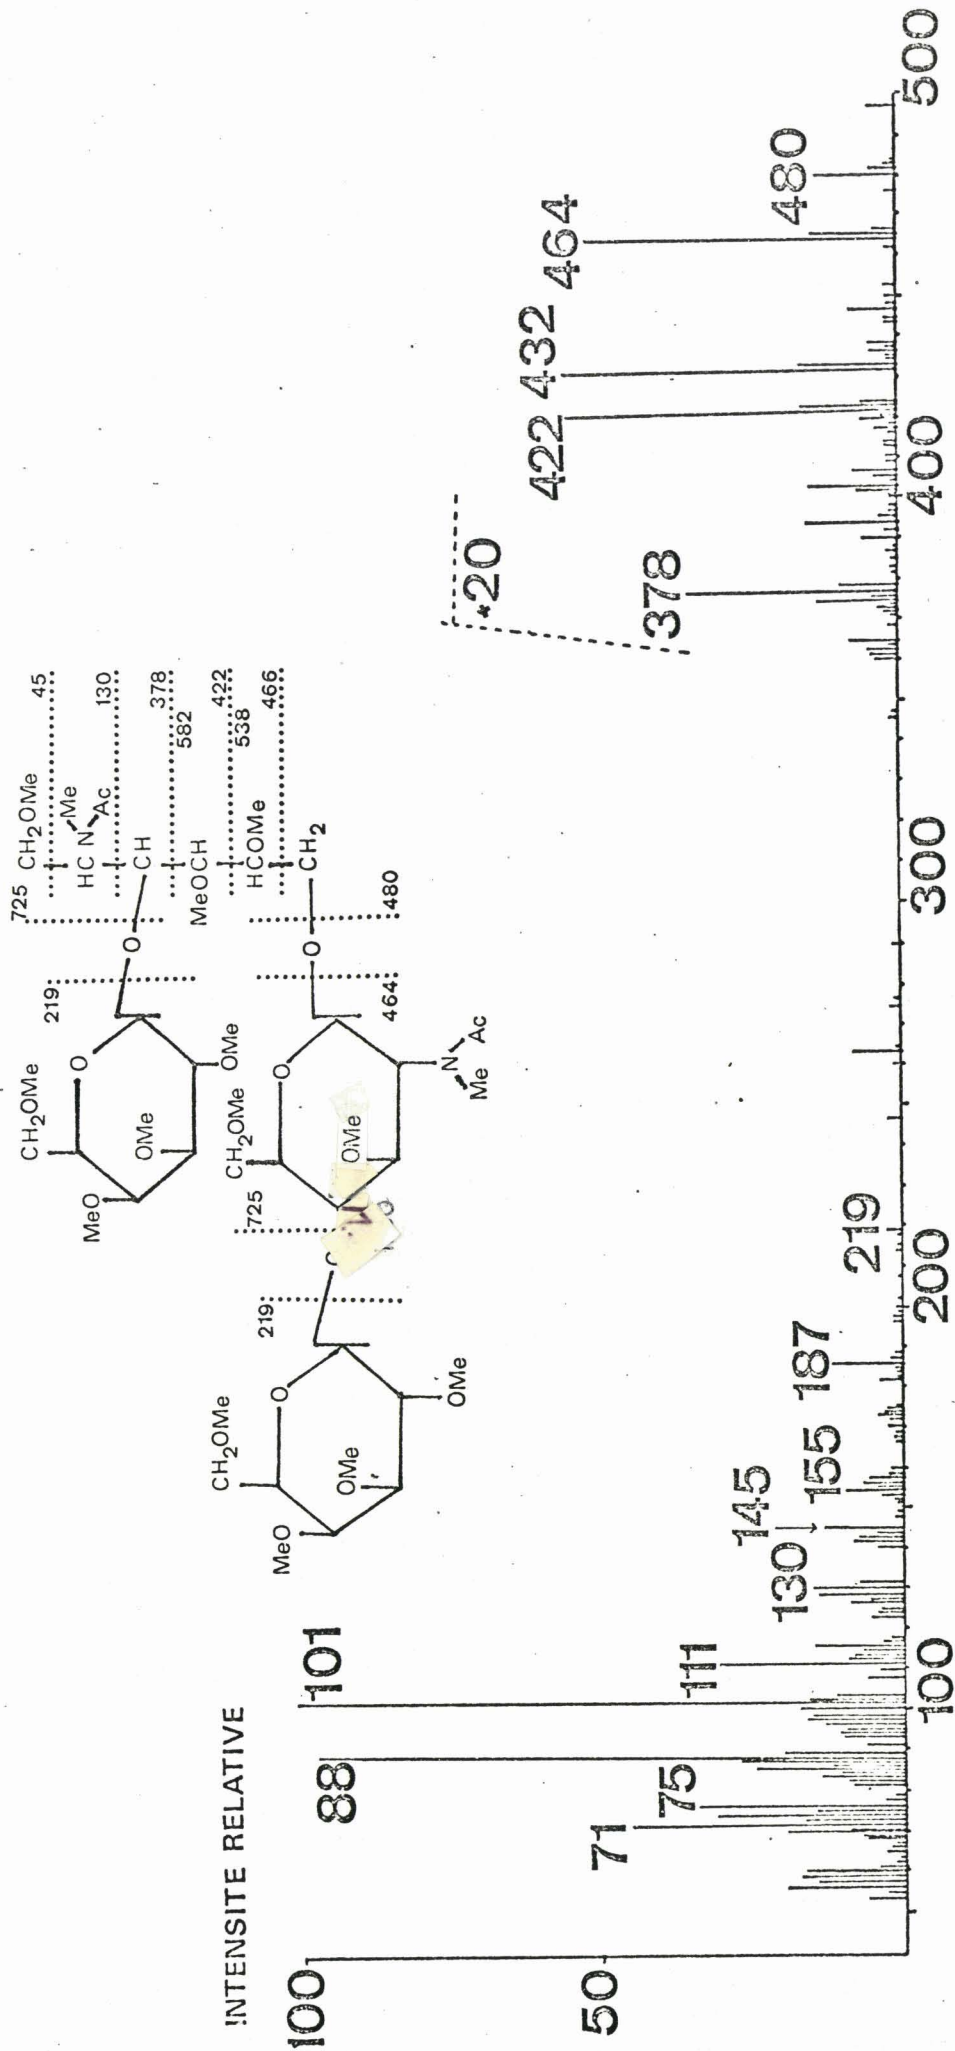 INTENSITE RELATIVE
100
50
71
75
88
101
111
130
145
155
187
219
378
*20
422
432
464
480
100
200
300
400
500
725
CH2OMe
45
HC N Me
Ac
130
CH
378
582
MeOCH
422
538
HCOMe
466
CH2
O
480
219
O
464
CH2OMe
O
MeO
OMe
OMe
CH2OMe
O
OMe
N
Me
Ac
725
219
CH2OMe
O
MeO
OMe
OMe